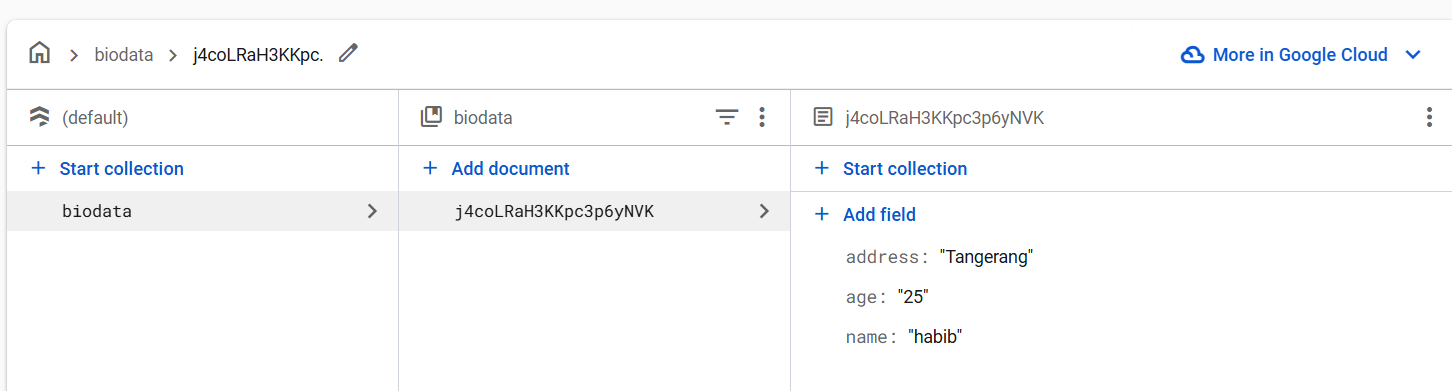 biodata j4coLRaH3KKpc. More in Google Cloud
(default) biodata j4coLRaH3KKpc3p6yNVK
+ Start collection + Add document + Start collection
biodata j4coLRaH3KKpc3p6yNVK
+ Add field
address: "Tangerang"
age: "25"
name: "habib"